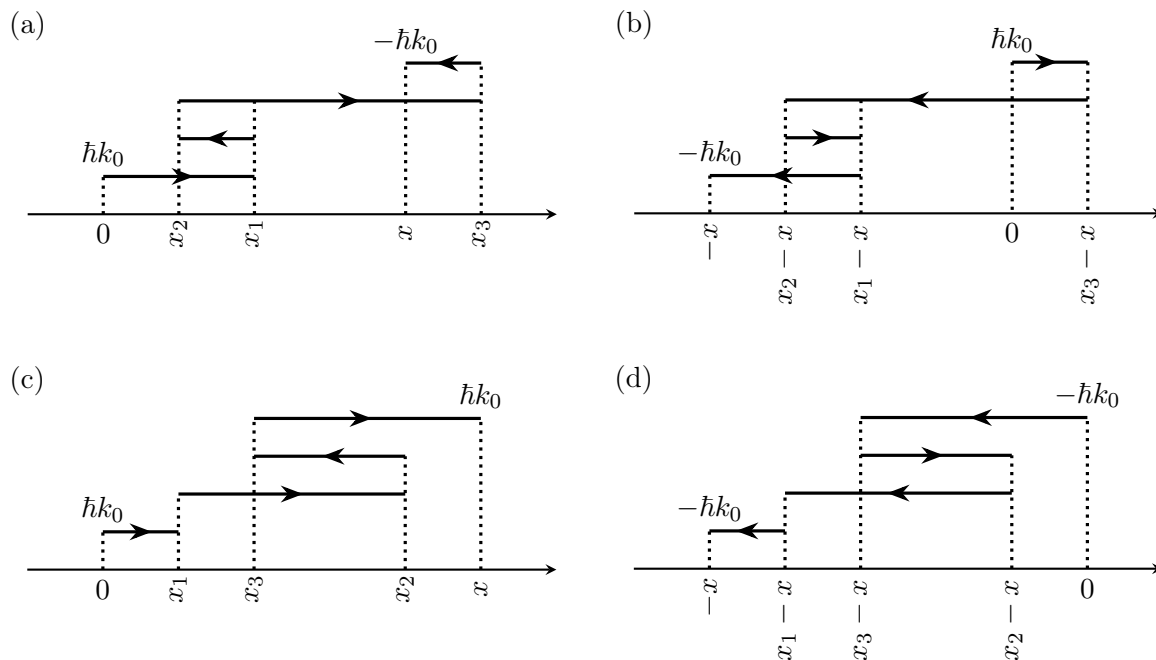 (a)
−ℏk₀
ℏk₀
0
x₂
x₁
x
x₃
(b)
ℏk₀
−ℏk₀
−x
x₂ − x
x₁ − x
0
x₃ − x
(c)
ℏk₀
ℏk₀
0
x₁
x₃
x₂
x
(d)
−ℏk₀
−ℏk₀
−x
x₁ − x
x₃ − x
x₂ − x
0